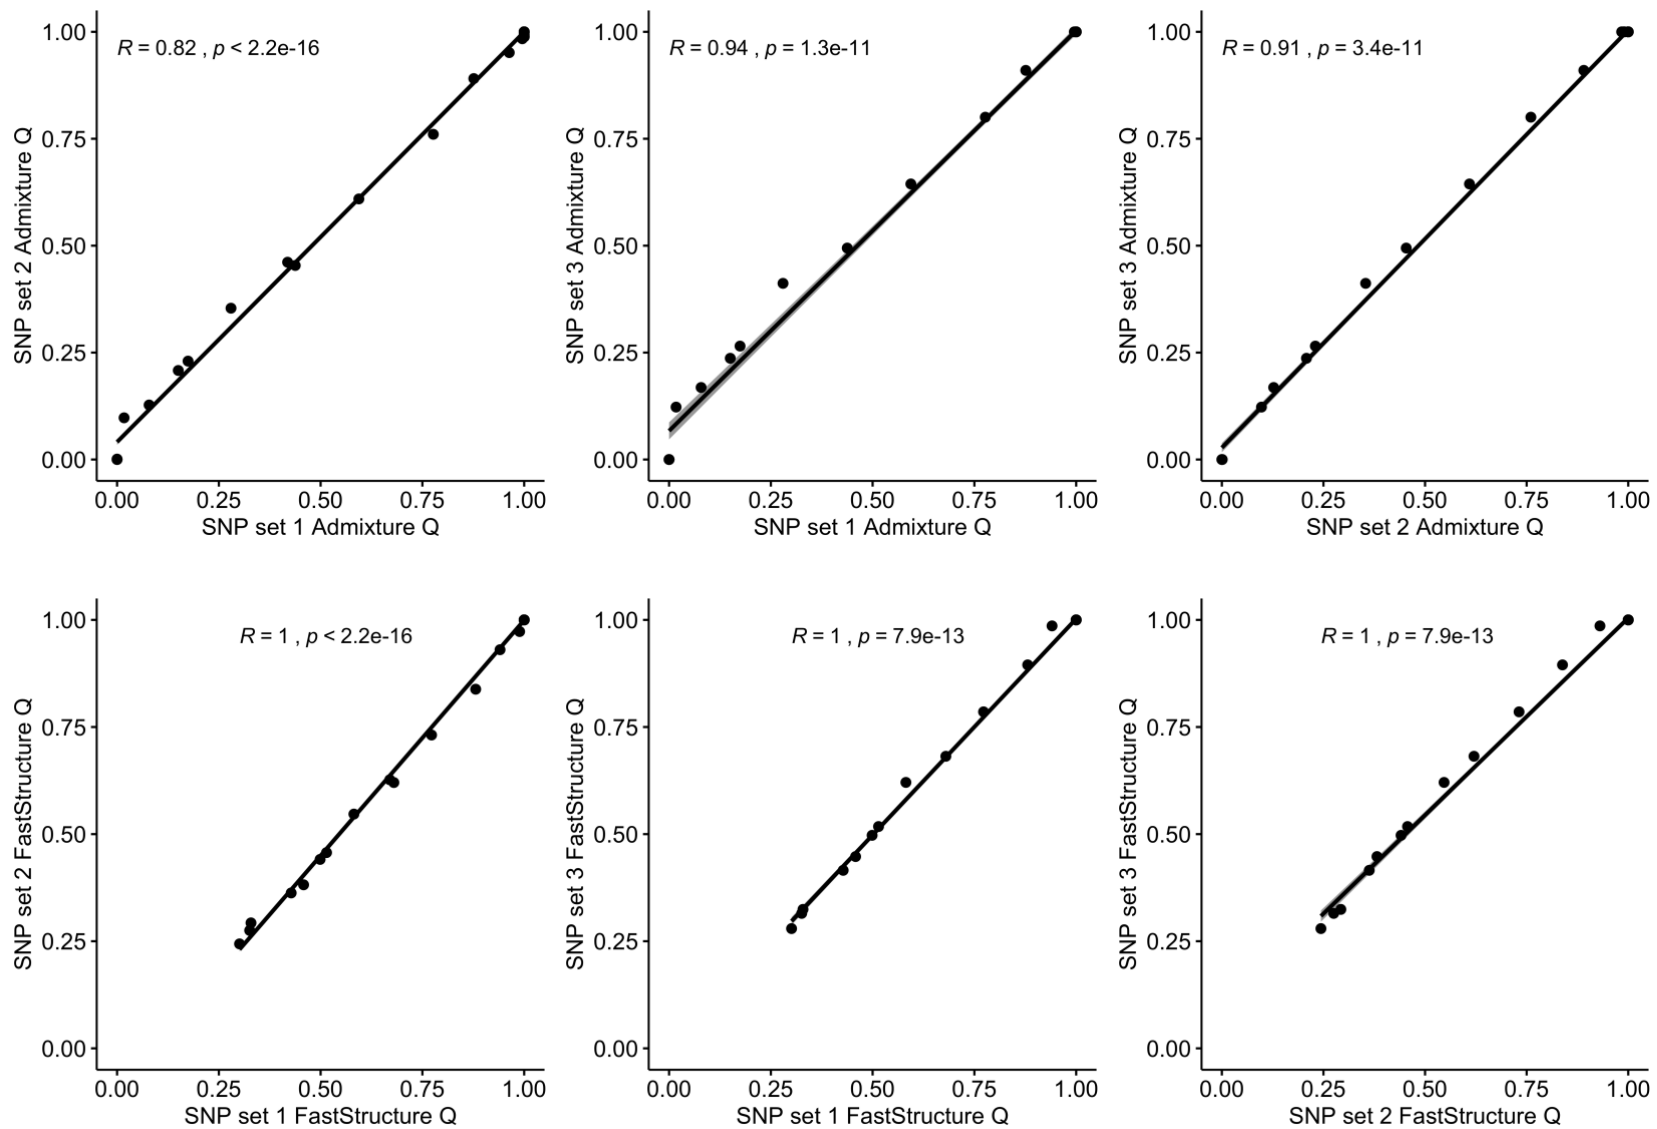 R = 0.82 , p < 2.2e-16
1.00
0.75
0.50
0.25
0.00
SNP set 2 Admixture Q
0.00 0.25 0.50 0.75 1.00
SNP set 1 Admixture Q
R = 0.94 , p = 1.3e-11
1.00
0.75
0.50
0.25
0.00
SNP set 3 Admixture Q
0.00 0.25 0.50 0.75 1.00
SNP set 1 Admixture Q
R = 0.91 , p = 3.4e-11
1.00
0.75
0.50
0.25
0.00
SNP set 3 Admixture Q
0.00 0.25 0.50 0.75 1.00
SNP set 2 Admixture Q
R = 1 , p < 2.2e-16
1.00
0.75
0.50
0.25
0.00
SNP set 2 FastStructure Q
0.00 0.25 0.50 0.75 1.00
SNP set 1 FastStructure Q
R = 1 , p = 7.9e-13
1.00
0.75
0.50
0.25
0.00
SNP set 3 FastStructure Q
0.00 0.25 0.50 0.75 1.00
SNP set 1 FastStructure Q
R = 1 , p = 7.9e-13
1.00
0.75
0.50
0.25
0.00
SNP set 3 FastStructure Q
0.00 0.25 0.50 0.75 1.00
SNP set 2 FastStructure Q